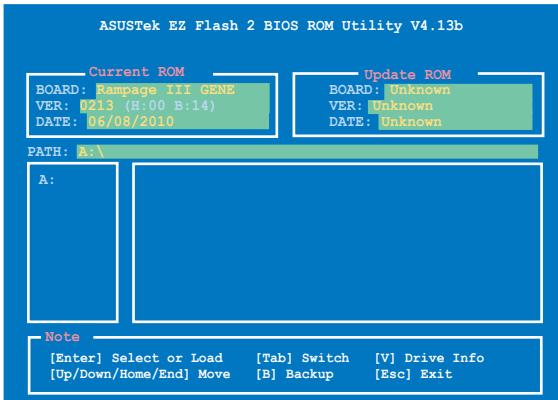 ASUSTek EZ Flash 2 BIOS ROM Utility V4.13b
Current ROM
BOARD: Rampage III GENE
VER: 0213 (H:00 B:14)
DATE: 06/08/2010
Update ROM
BOARD: Unknown
VER: Unknown
DATE: Unknown
PATH: A:\
A:
Note
[Enter] Select or Load [Tab] Switch [V] Drive Info
[Up/Down/Home/End] Move [B] Backup [Esc] Exit